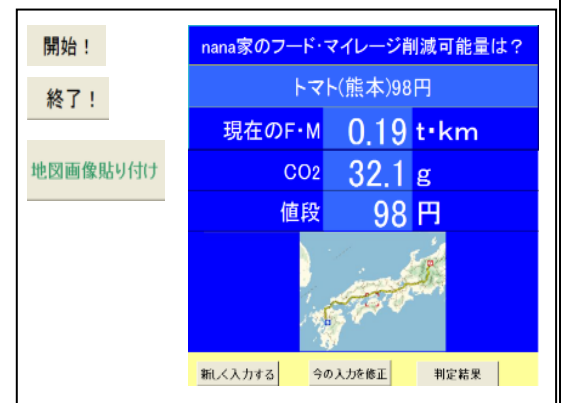 開始！
終了！
地図画像貼り付け
nana家のフード・マイレージ削減可能量は？
トマト(熊本)98円
現在のF・M 0.19 t・km
CO2 32.1 g
値段 98 円
新しく入力する 今の入力を修正 判定結果